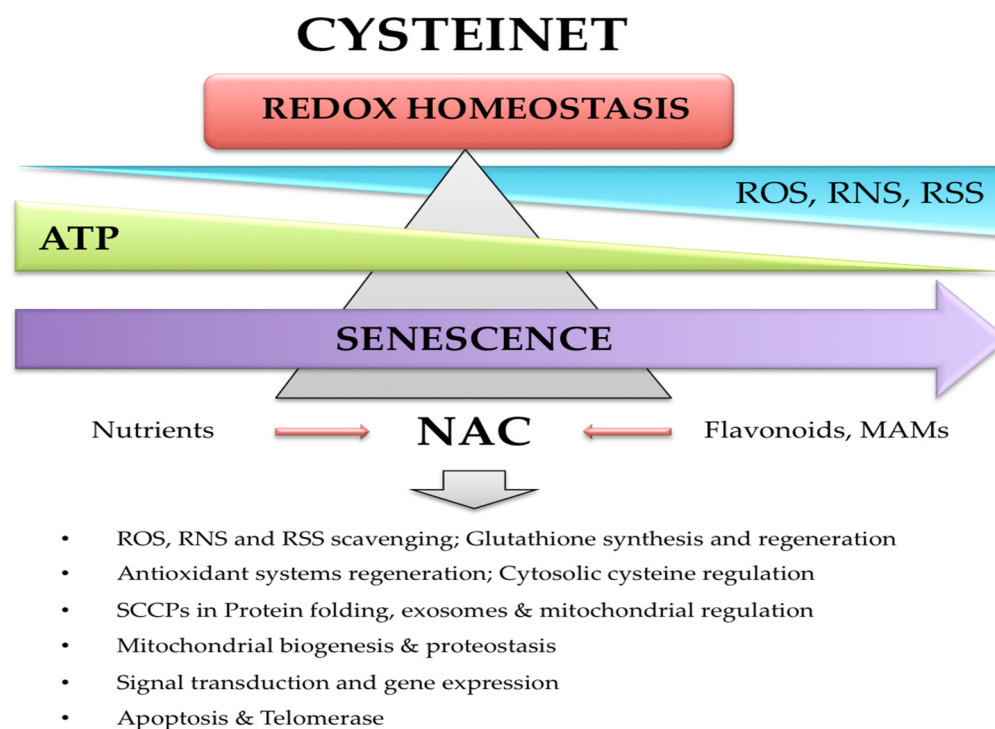 CYSTEINET
REDOX HOMEOSTASIS
ROS, RNS, RSS
ATP
SENESCENCE
Nutrients
NAC
Flavonoids, MAMs
• ROS, RNS and RSS scavenging; Glutathione synthesis and regeneration
• Antioxidant systems regeneration; Cytosolic cysteine regulation
• SCCPs in Protein folding, exosomes & mitochondrial regulation
• Mitochondrial biogenesis & proteostasis
• Signal transduction and gene expression
• Apoptosis & Telomerase